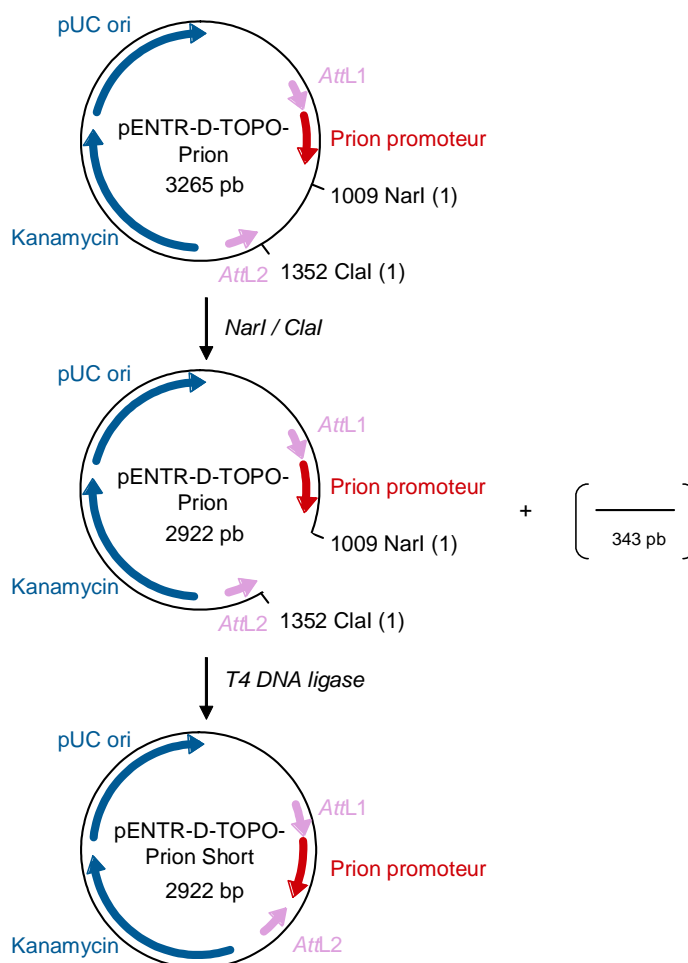 pUC ori
AttL1
pENTR-D-TOPO-
Prion
3265 pb
Prion promoteur
1009 NarI (1)
Kanamycin
AttL2
1352 ClaI (1)
NarI / ClaI
pUC ori
AttL1
pENTR-D-TOPO-
Prion
2922 pb
Prion promoteur
1009 NarI (1)
+
343 pb
Kanamycin
AttL2
1352 ClaI (1)
T4 DNA ligase
pUC ori
AttL1
pENTR-D-TOPO-
Prion Short
2922 bp
Prion promoteur
Kanamycin
AttL2